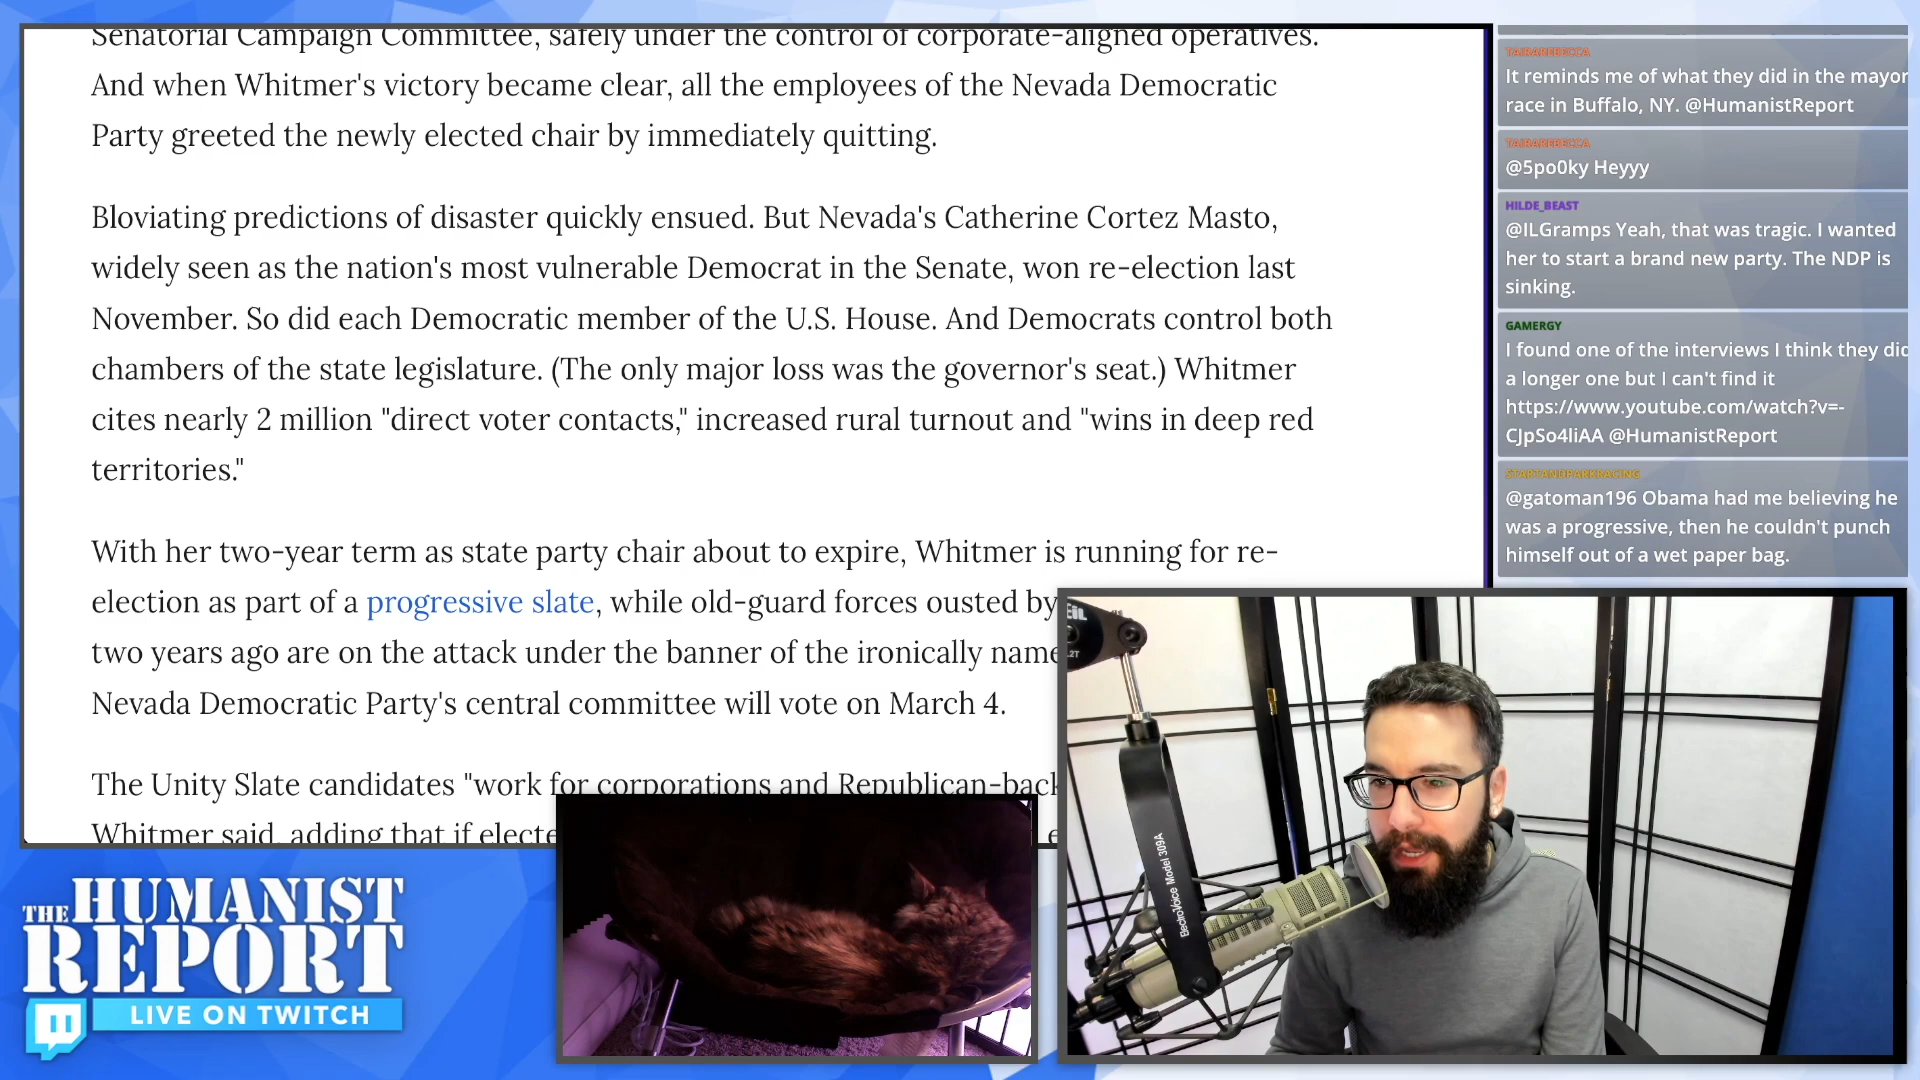 Senatorial Campaign Committee, safely under the control of corporate-aligned operatives.
And when Whitmer's victory became clear, all the employees of the Nevada Democratic
Party greeted the newly elected chair by immediately quitting.
Bloviating predictions of disaster quickly ensued. But Nevada's Catherine Cortez Masto,
widely seen as the nation's most vulnerable Democrat in the Senate, won re-election last
November. So did each Democratic member of the U.S. House. And Democrats control both
chambers of the state legislature. (The only major loss was the governor's seat.) Whitmer
cites nearly 2 million "direct voter contacts," increased rural turnout and "wins in deep red
territories."
With her two-year term as state party chair about to expire, Whitmer is running for re-
election as part of a progressive slate, while old-guard forces ousted by
two years ago are on the attack under the banner of the ironically name
Nevada Democratic Party's central committee will vote on March 4.
The Unity Slate candidates "work for corporations and Republican-back
Whitmer said, adding that if electe
TAIRAREBECCA
It reminds me of what they did in the mayor
race in Buffalo, NY. @HumanistReport
TAIRAREBECCA
@5po0ky Heyyy
HILDE_BEAST
@ILGramps Yeah, that was tragic. I wanted
her to start a brand new party. The NDP is
sinking.
GAMERGY
I found one of the interviews I think they did
a longer one but I can't find it
https://www.youtube.com/watch?v=-
CJpSo4liAA @HumanistReport
STARTANDPARKRACING
@gatoman196 Obama had me believing he
was a progressive, then he couldn't punch
himself out of a wet paper bag.
THE HUMANIST
REPORT
LIVE ON TWITCH
ElectroVoice Model 309A